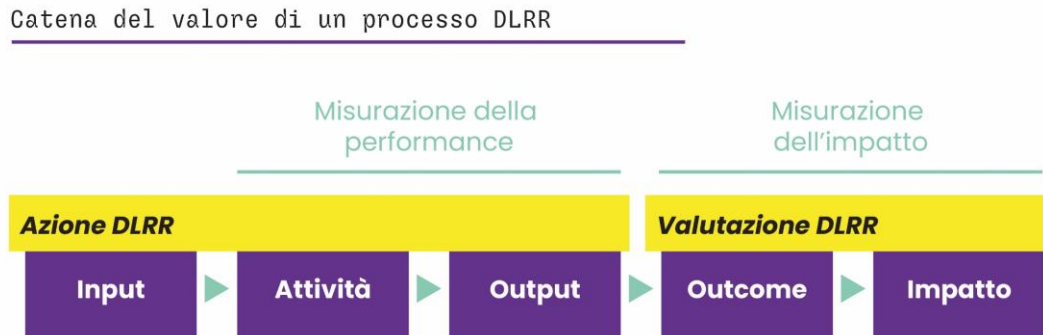 Catena del valore di un processo DLRR
Misurazione della
performance
Misurazione
dell'impatto
Azione DLRR
Valutazione DLRR
Input
Attività
Output
Outcome
Impatto